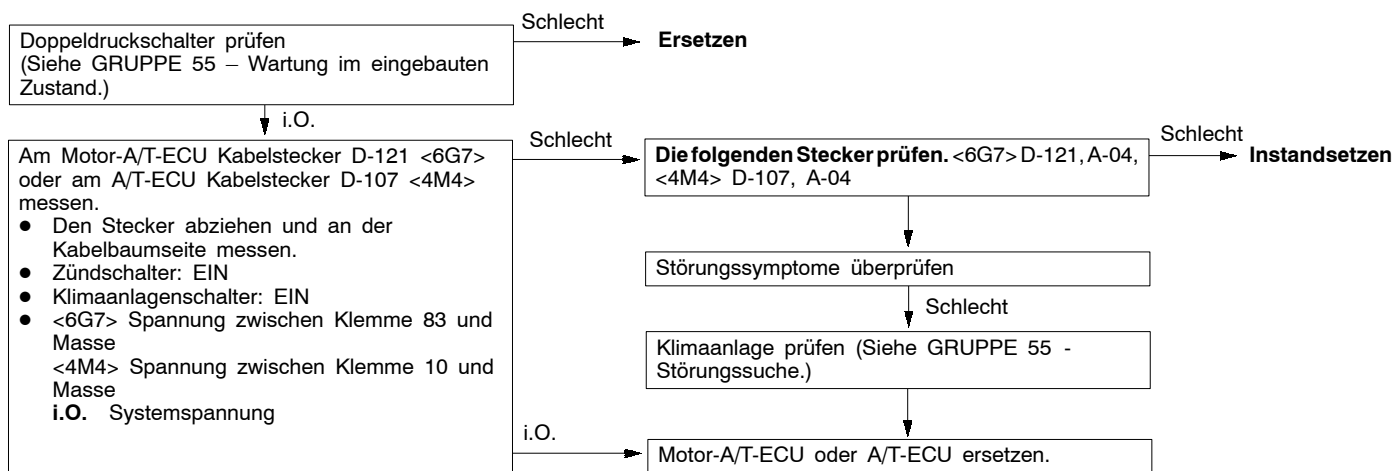 Doppeldruckschalter prüfen
(Siehe GRUPPE 55 – Wartung im eingebauten
Zustand.)
Schlecht
Ersetzen
i.O.
Am Motor-A/T-ECU Kabelstecker D-121 <6G7>
oder am A/T-ECU Kabelstecker D-107 <4M4>
messen.
● Den Stecker abziehen und an der
Kabelbaumseite messen.
● Zündschalter: EIN
● Klimaanlagenschalter: EIN
● <6G7> Spannung zwischen Klemme 83 und
Masse
<4M4> Spannung zwischen Klemme 10 und
Masse
i.O. Systemspannung
Schlecht
Die folgenden Stecker prüfen. <6G7> D-121, A-04,
<4M4> D-107, A-04
Schlecht
Instandsetzen
Störungssymptome überprüfen
Schlecht
Klimaanlage prüfen (Siehe GRUPPE 55 -
Störungssuche.)
i.O.
Motor-A/T-ECU oder A/T-ECU ersetzen.